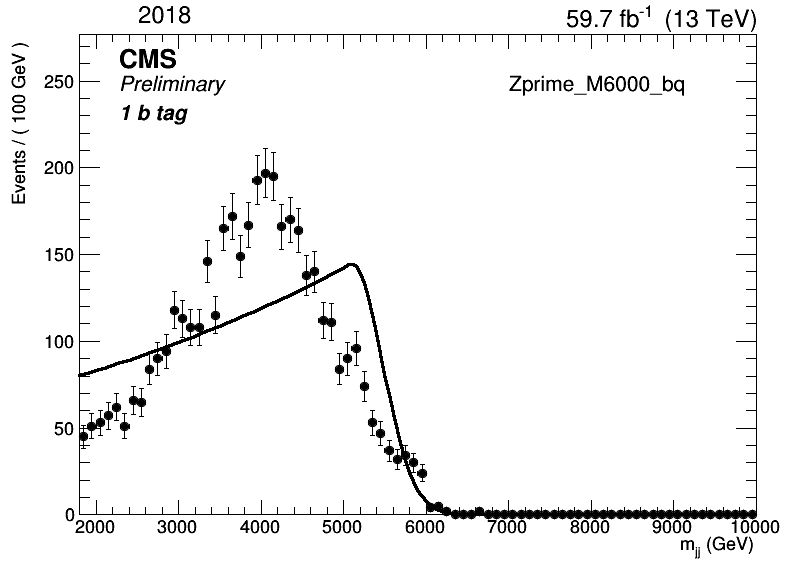 2018
59.7 fb⁻¹ (13 TeV)
CMS
Preliminary
1 b tag
Zprime_M6000_bq
Events / ( 100 GeV )
250
200
150
100
50
0
2000 3000 4000 5000 6000 7000 8000 9000 10000
m_jj (GeV)